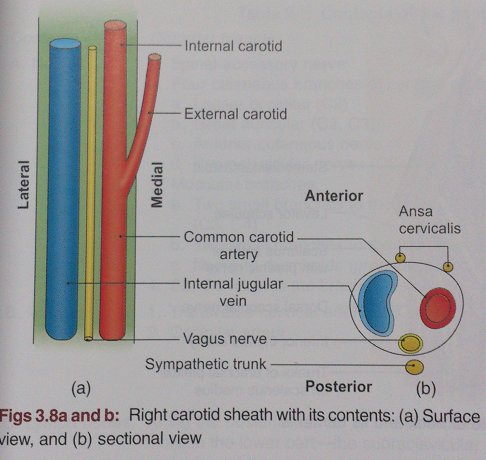 Internal carotid
External carotid
Lateral
Medial
Anterior
Ansa
cervicalis
Common carotid
artery
Internal jugular
vein
Vagus nerve
Sympathetic trunk
Posterior
(a)
(b)
Figs 3.8a and b: Right carotid sheath with its contents: (a) Surface
view, and (b) sectional view